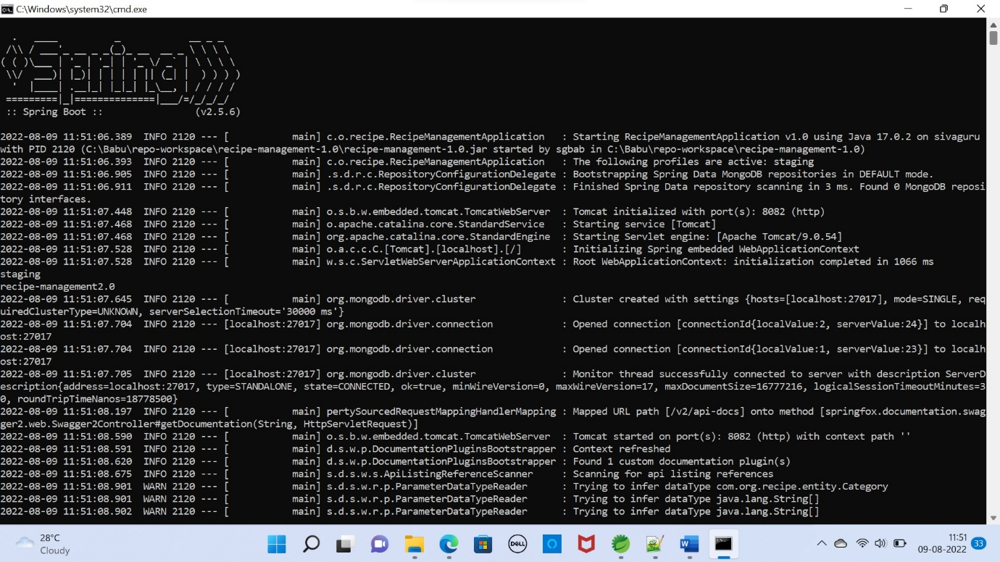 C:\Windows\system32\cmd.exe
:: Spring Boot ::                (v2.5.6)
2022-08-09 11:51:06.389  INFO 2120 --- [           main] c.o.recipe.RecipeManagementApplication   : Starting RecipeManagementApplication v1.0 using Java 17.0.2 on sivaguru
with PID 2120 (C:\Babu\repo-workspace\recipe-management-1.0\recipe-management-1.0.jar started by sgbab in C:\Babu\repo-workspace\recipe-management-1.0)
2022-08-09 11:51:06.393  INFO 2120 --- [           main] c.o.recipe.RecipeManagementApplication   : The following profiles are active: staging
2022-08-09 11:51:06.905  INFO 2120 --- [           main] .s.d.r.c.RepositoryConfigurationDelegate : Bootstrapping Spring Data MongoDB repositories in DEFAULT mode.
2022-08-09 11:51:06.911  INFO 2120 --- [           main] .s.d.r.c.RepositoryConfigurationDelegate : Finished Spring Data repository scanning in 3 ms. Found 0 MongoDB reposi
tory interfaces.
2022-08-09 11:51:07.448  INFO 2120 --- [           main] o.s.b.w.embedded.tomcat.TomcatWebServer  : Tomcat initialized with port(s): 8082 (http)
2022-08-09 11:51:07.468  INFO 2120 --- [           main] o.apache.catalina.core.StandardService   : Starting service [Tomcat]
2022-08-09 11:51:07.468  INFO 2120 --- [           main] org.apache.catalina.core.StandardEngine  : Starting Servlet engine: [Apache Tomcat/9.0.54]
2022-08-09 11:51:07.528  INFO 2120 --- [           main] o.a.c.c.C.[Tomcat].[localhost].[/]       : Initializing Spring embedded WebApplicationContext
2022-08-09 11:51:07.528  INFO 2120 --- [           main] w.s.c.ServletWebServerApplicationContext : Root WebApplicationContext: initialization completed in 1066 ms
staging
recipe-management2.0
2022-08-09 11:51:07.645  INFO 2120 --- [           main] org.mongodb.driver.cluster               : Cluster created with settings {hosts=[localhost:27017], mode=SINGLE, req
uiredClusterType=UNKNOWN, serverSelectionTimeout='30000 ms'}
2022-08-09 11:51:07.704  INFO 2120 --- [localhost:27017] org.mongodb.driver.connection            : Opened connection [connectionId{localValue:2, serverValue:24}] to localh
ost:27017
2022-08-09 11:51:07.704  INFO 2120 --- [localhost:27017] org.mongodb.driver.connection            : Opened connection [connectionId{localValue:1, serverValue:23}] to localh
ost:27017
2022-08-09 11:51:07.705  INFO 2120 --- [localhost:27017] org.mongodb.driver.cluster               : Monitor thread successfully connected to server with description ServerD
escription{address=localhost:27017, type=STANDALONE, state=CONNECTED, ok=true, minWireVersion=0, maxWireVersion=17, maxDocumentSize=16777216, logicalSessionTimeoutMinutes=3
0, roundTripTimeNanos=18778500}
2022-08-09 11:51:08.197  INFO 2120 --- [           main] pertySourcedRequestMappingHandlerMapping : Mapped URL path [/v2/api-docs] onto method [springfox.documentation.swag
ger2.web.Swagger2Controller#getDocumentation(String, HttpServletRequest)]
2022-08-09 11:51:08.590  INFO 2120 --- [           main] o.s.b.w.embedded.tomcat.TomcatWebServer  : Tomcat started on port(s): 8082 (http) with context path ''
2022-08-09 11:51:08.591  INFO 2120 --- [           main] d.s.w.p.DocumentationPluginsBootstrapper : Context refreshed
2022-08-09 11:51:08.620  INFO 2120 --- [           main] d.s.w.p.DocumentationPluginsBootstrapper : Found 1 custom documentation plugin(s)
2022-08-09 11:51:08.675  INFO 2120 --- [           main] s.d.s.w.s.ApiListingReferenceScanner     : Scanning for api listing references
2022-08-09 11:51:08.901  WARN 2120 --- [           main] s.d.s.w.r.p.ParameterDataTypeReader      : Trying to infer dataType com.org.recipe.entity.Category
2022-08-09 11:51:08.901  WARN 2120 --- [           main] s.d.s.w.r.p.ParameterDataTypeReader      : Trying to infer dataType java.lang.String[]
2022-08-09 11:51:08.902  WARN 2120 --- [           main] s.d.s.w.r.p.ParameterDataTypeReader      : Trying to infer dataType java.lang.String[]
28°C
Cloudy
DELL
11:51
09-08-2022
33